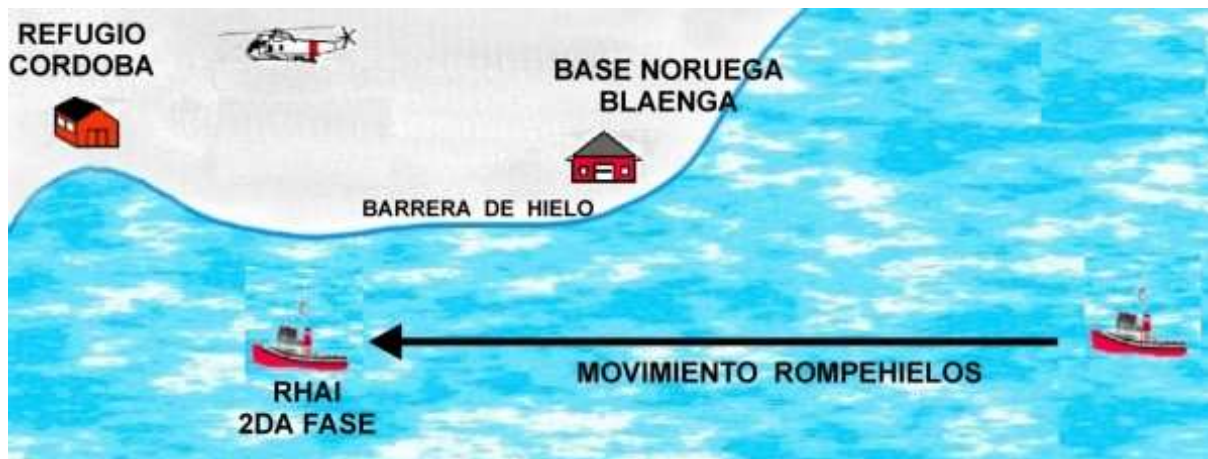 REFUGIO
CORDOBA
BASE NORUEGA
BLAENGA
BARRERA DE HIELO
MOVIMIENTO ROMPEHIELOS
RHAI
2DA FASE